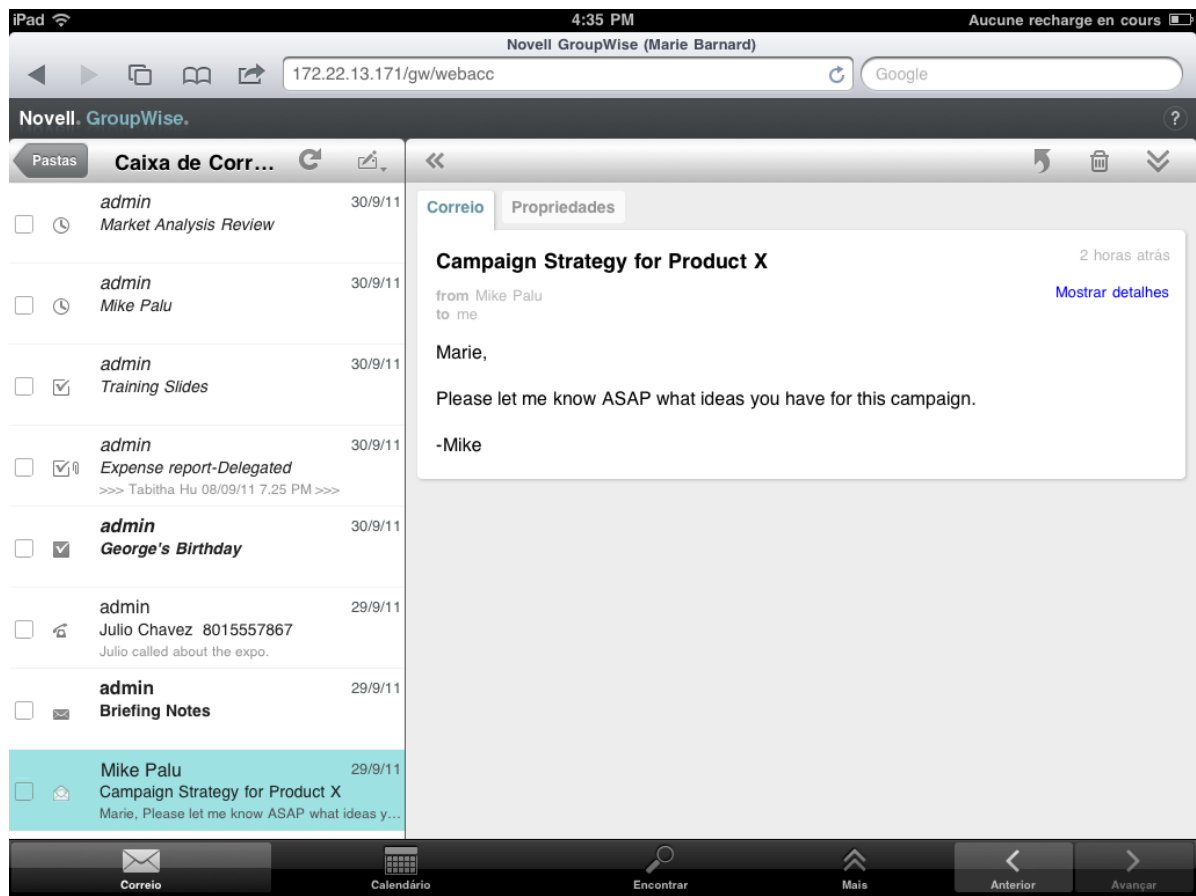 iPad 4:35 PM Aucune recharge en cours
Novell GroupWise (Marie Barnard)
172.22.13.171/gw/webacc Google
Novell. GroupWise. ?
Pastas Caixa de Corr...
admin 30/9/11
Market Analysis Review
admin 30/9/11
Mike Palu
admin 30/9/11
Training Slides
admin 30/9/11
Expense report-Delegated
>>> Tabitha Hu 08/09/11 7.25 PM >>>
admin 30/9/11
George's Birthday
admin 29/9/11
Julio Chavez 8015557867
Julio called about the expo.
admin 29/9/11
Briefing Notes
Mike Palu 29/9/11
Campaign Strategy for Product X
Marie, Please let me know ASAP what ideas y...
Correio Propriedades
Campaign Strategy for Product X 2 horas atrás
from Mike Palu Mostrar detalhes
to me
Marie,
Please let me know ASAP what ideas you have for this campaign.
-Mike
Correio Calendário Encontrar Mais Anterior Avançar